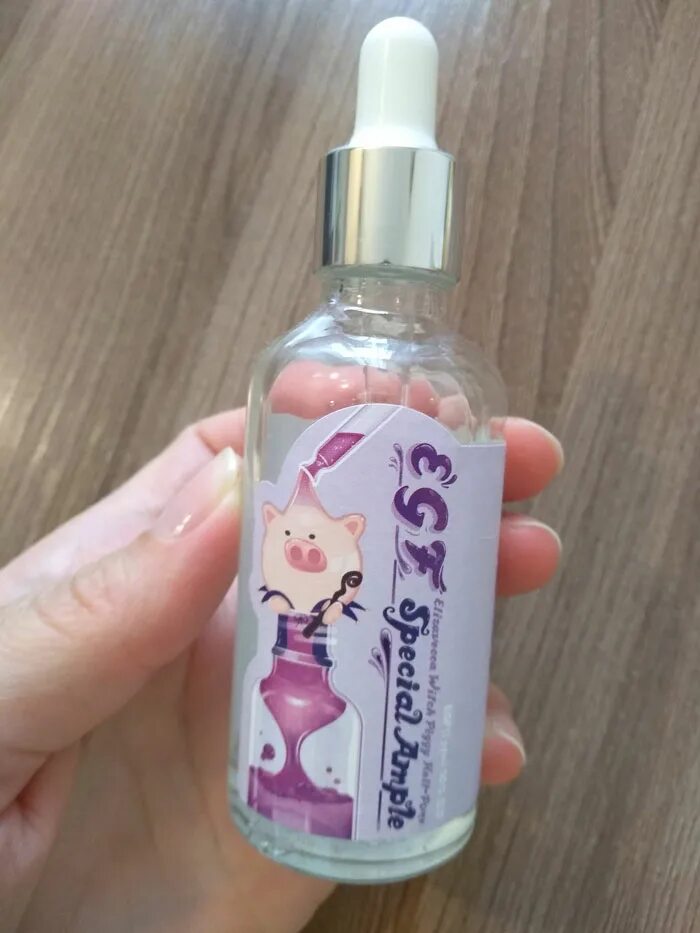 EGF
Elizavecca Witch Piggy Hell-Pore
Special Ample